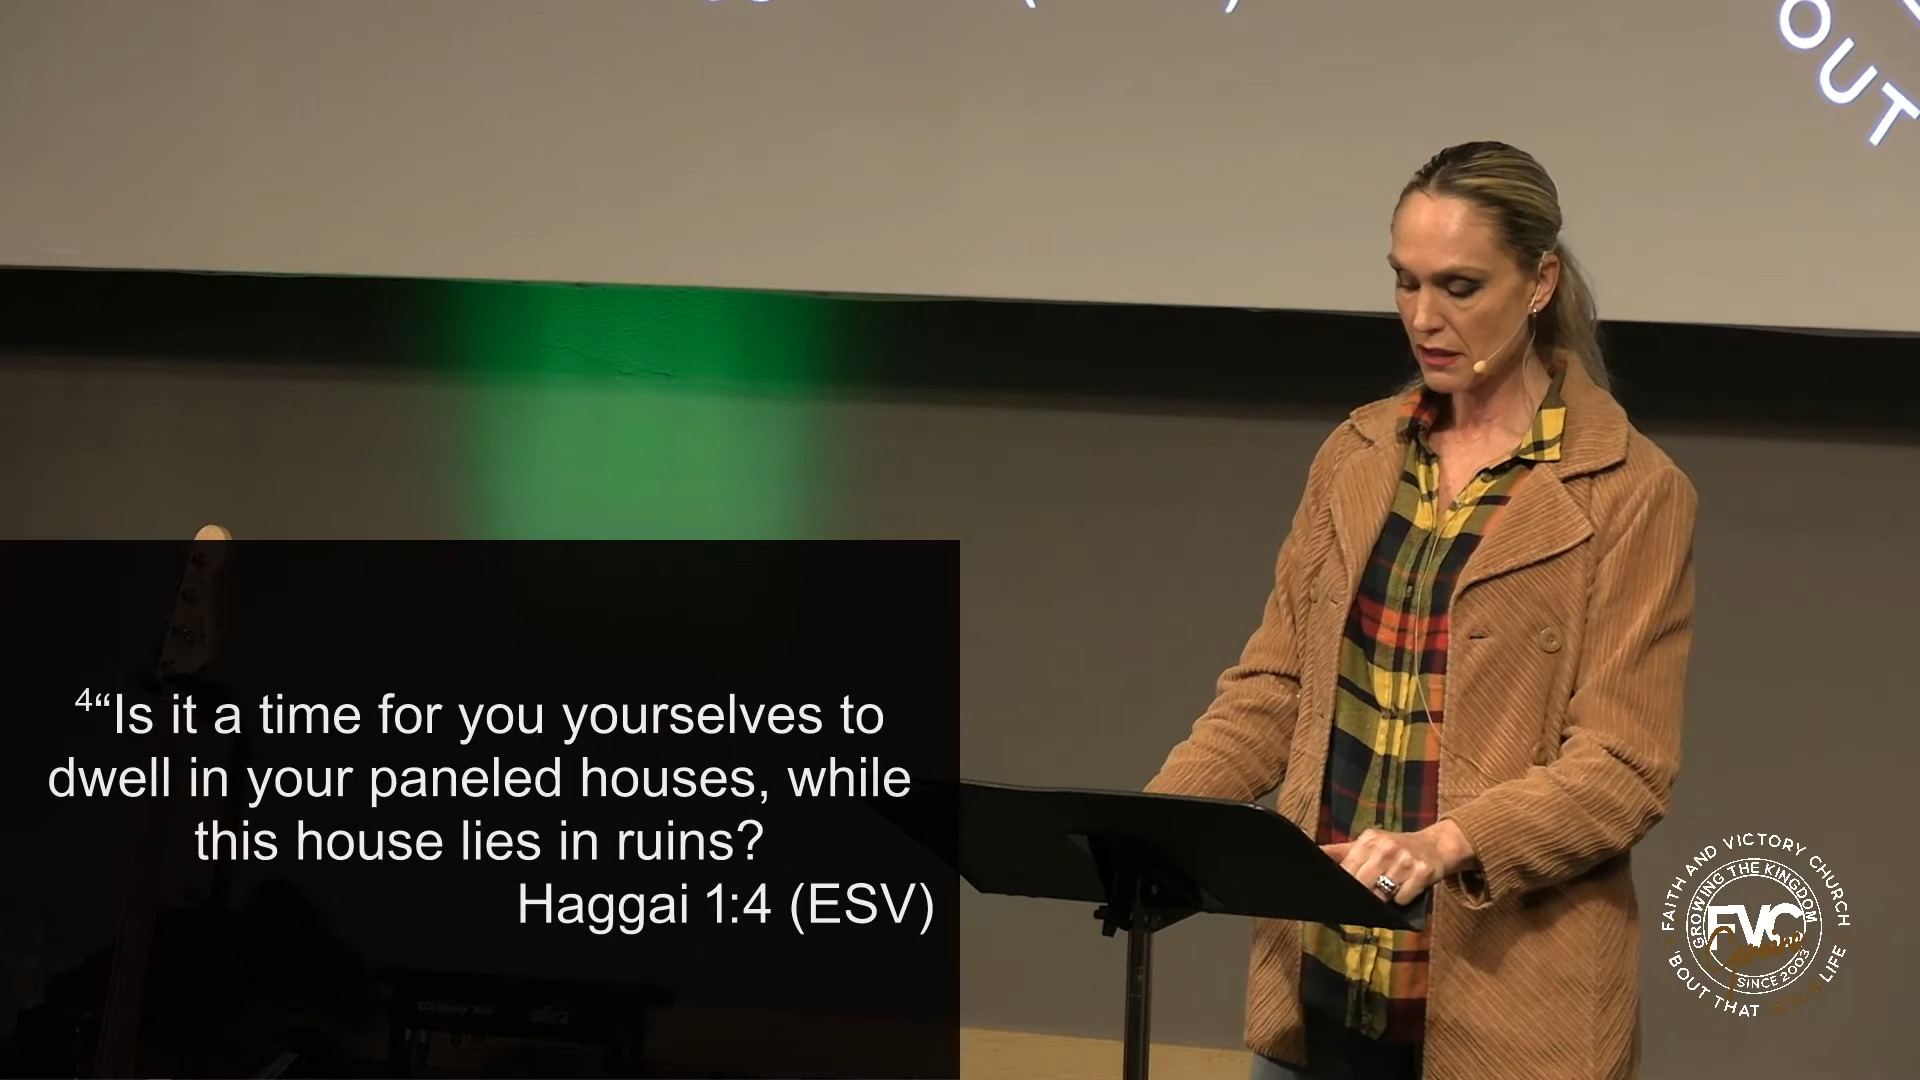 OUT
⁴“Is it a time for you yourselves to
dwell in your paneled houses, while
this house lies in ruins?
Haggai 1:4 (ESV)
FAITH AND VICTORY CHURCH
GROWING THE KINGDOM
FVC
SINCE 2003
'BOUT THAT
LIFE